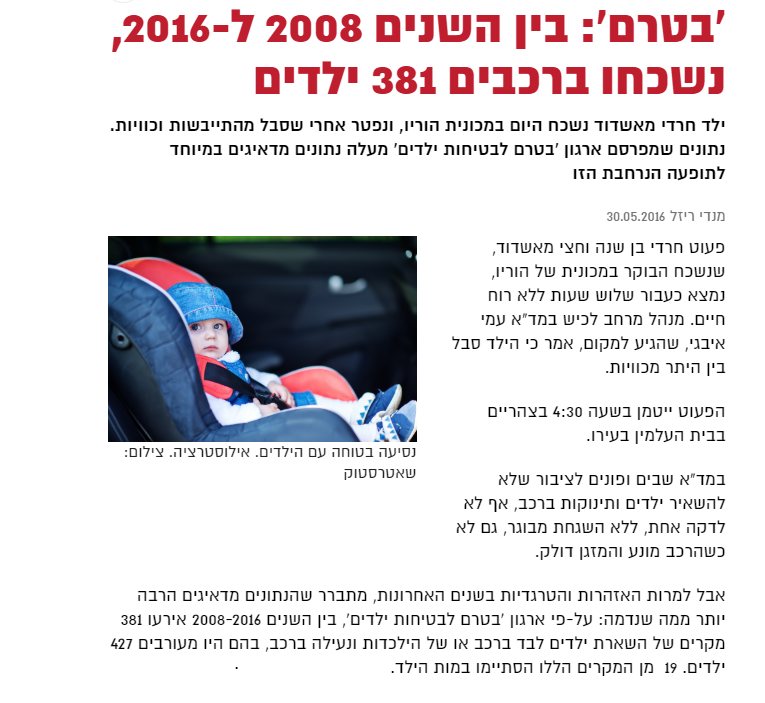 'בטרם': בין השנים 2008 ל-2016,
נשכחו ברכבים 381 ילדים
ילד חרדי מאשדוד נשכח היום במכונית הוריו, ונפטר אחרי שסבל מהתייבשות וכוויות.
נתונים שמפרסם ארגון 'בטרם לבטיחות ילדים' מעלה נתונים מדאיגים במיוחד
לתופעה הנרחבת הזו
מנדי ריזל 30.05.2016
פעוט חרדי בן שנה וחצי מאשדוד,
שנשכח הבוקר במכונית של הוריו,
נמצא כעבור שלוש שעות ללא רוח
חיים. מנהל מרחב לכיש במד"א עמי
איבגי, שהגיע למקום, אמר כי הילד סבל
בין היתר מכוויות.
הפעוט ייטמן בשעה 4:30 בצהריים
בבית העלמין בעירו.
במד"א שבים ופונים לציבור שלא
להשאיר ילדים ותינוקות ברכב, אף לא
לדקה אחת, ללא השגחת מבוגר, גם לא
כשהרכב מונע והמזגן דולק.
נסיעה בטוחה עם הילדים. אילוסטרציה. צילום:
שאטרסטוק
אבל למרות האזהרות והטרגדיות בשנים האחרונות, מתברר שהנתונים מדאיגים הרבה
יותר ממה שנדמה: על-פי ארגון 'בטרם לבטיחות ילדים', בין השנים 2008-2016 אירעו 381
מקרים של השארת ילדים לבד ברכב או של הילכדות ונעילה ברכב, בהם היו מעורבים 427
ילדים. 19 מן המקרים הללו הסתיימו במות הילד. .